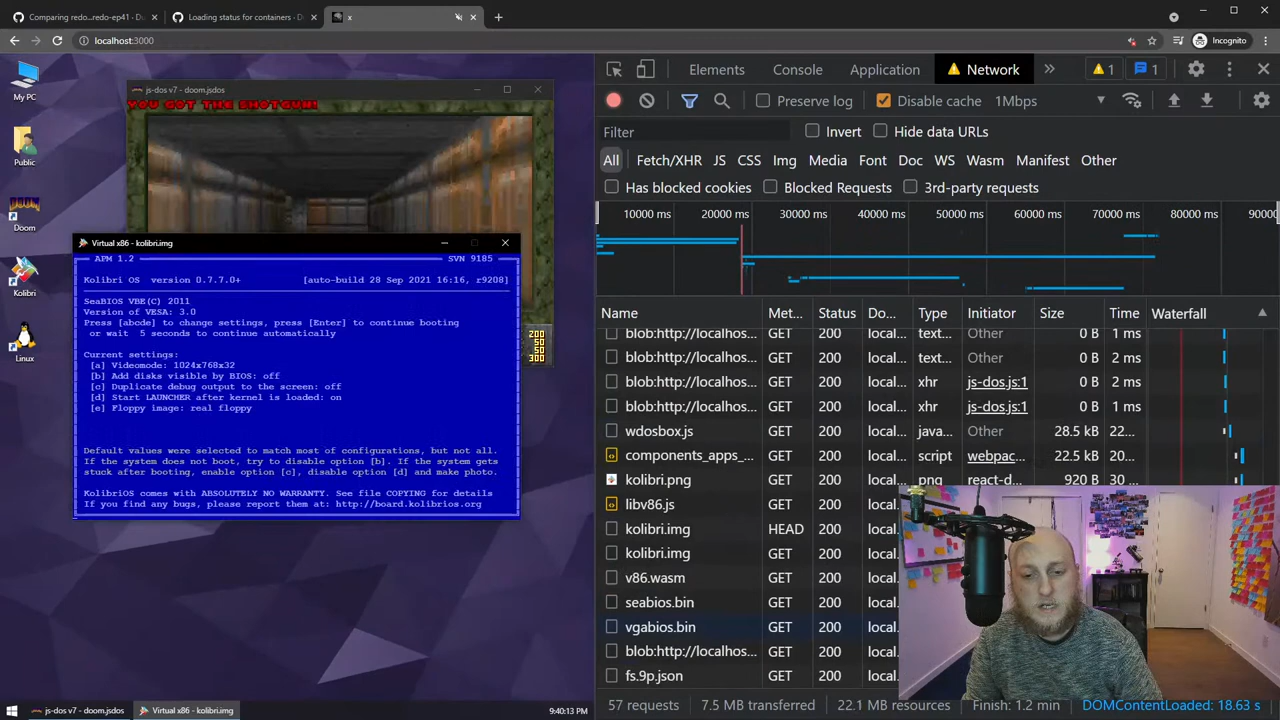 Comparing redo...redo-ep41 - Du
Loading status for containers - D
x
localhost:3000
Incognito
My PC
Public
Doom
Kolibri
Linux
js-dos v7 - doom.jsdos
YOU GOT THE SHOTGUN!
200
50
50
300
Virtual x86 - kolibri.img
APM 1.2 SVN 9185
Kolibri OS version 0.7.7.0+ [auto-build 28 Sep 2021 16:16, r9208]
SeaBIOS VBE(C) 2011
Version of VESA: 3.0
Press [abcde] to change settings, press [Enter] to continue booting
or wait 5 seconds to continue automatically
Current settings:
[a] Videomode: 1024x768x32
[b] Add disks visible by BIOS: off
[c] Duplicate debug output to the screen: off
[d] Start LAUNCHER after kernel is loaded: on
[e] Floppy image: real floppy
Default values were selected to match most of configurations, but not all.
If the system does not boot, try to disable option [b]. If the system gets
stuck after booting, enable option [c], disable option [d] and make photo.
KolibriOS comes with ABSOLUTELY NO WARRANTY. See file COPYING for details
If you find any bugs, please report them at: http://board.kolibrios.org
js-dos v7 - doom.jsdos
Virtual x86 - kolibri.img
9:40:13 PM
Elements Console Application Network 1 1
Preserve log Disable cache 1Mbps
Filter Invert Hide data URLs
All Fetch/XHR JS CSS Img Media Font Doc WS Wasm Manifest Other
Has blocked cookies Blocked Requests 3rd-party requests
10000 ms 20000 ms 30000 ms 40000 ms 50000 ms 60000 ms 70000 ms 80000 ms 90000
Name Met... Status Do... Type Initiator Size Time Waterfall
blob:http://localhos... GET 200 local... text... Other 0 B 1 ms
blob:http://localhos... GET 200 local... text... Other 0 B 2 ms
blob:http://localhos... GET 200 local... xhr js-dos.js:1 0 B 2 ms
blob:http://localhos... GET 200 local... xhr js-dos.js:1 0 B 1 ms
wdosbox.js GET 200 local... java... Other 28.5 kB 22...
components_apps_... GET 200 local... script webpac... 22.5 kB 25...
kolibri.png GET 200 local... png react-d... 920 B 30
libv86.js GET 200 local.
kolibri.img HEAD 200 local.
kolibri.img GET 200 local.
v86.wasm GET 200 local.
seabios.bin GET 200 local.
vgabios.bin GET 200 local.
blob:http://localhos... GET 200 local.
fs.9p.json GET 200 local.
57 requests 7.5 MB transferred 22.1 MB resources Finish: 1.2 min DOMContentLoaded: 18.63 s